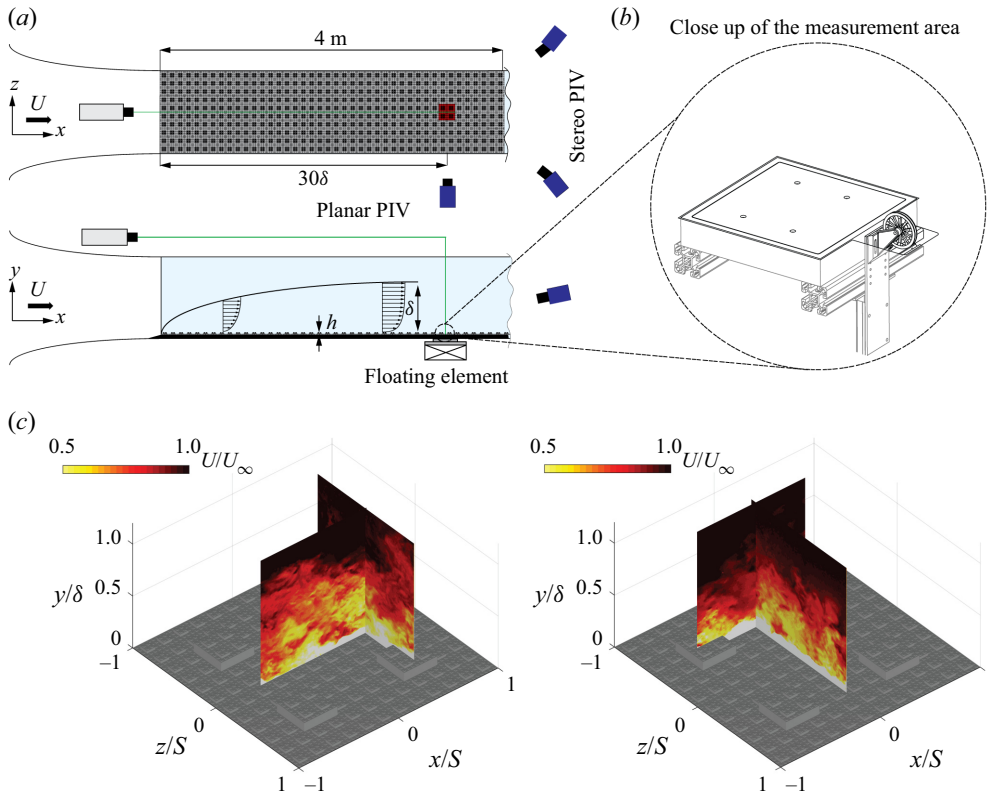 (a)
4 m
z
U
x
30δ
Planar PIV
Stereo PIV
y
U
x
h
δ
Floating element
(b)
Close up of the measurement area
(c)
0.5
1.0
U/U∞
1.0
y/δ
0.5
0
–1
z/S
0
1
–1
0
x/S
1
0.5
1.0
U/U∞
1.0
y/δ
0.5
0
–1
z/S
0
1
–1
0
x/S
1